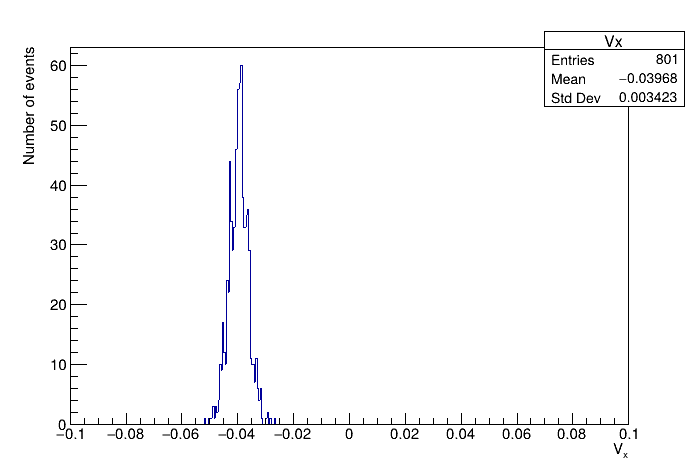 Vx
Entries 801
Mean −0.03968
Std Dev 0.003423
Number of events
60
50
40
30
20
10
0
−0.1 −0.08 −0.06 −0.04 −0.02 0 0.02 0.04 0.06 0.08 0.1
Vx